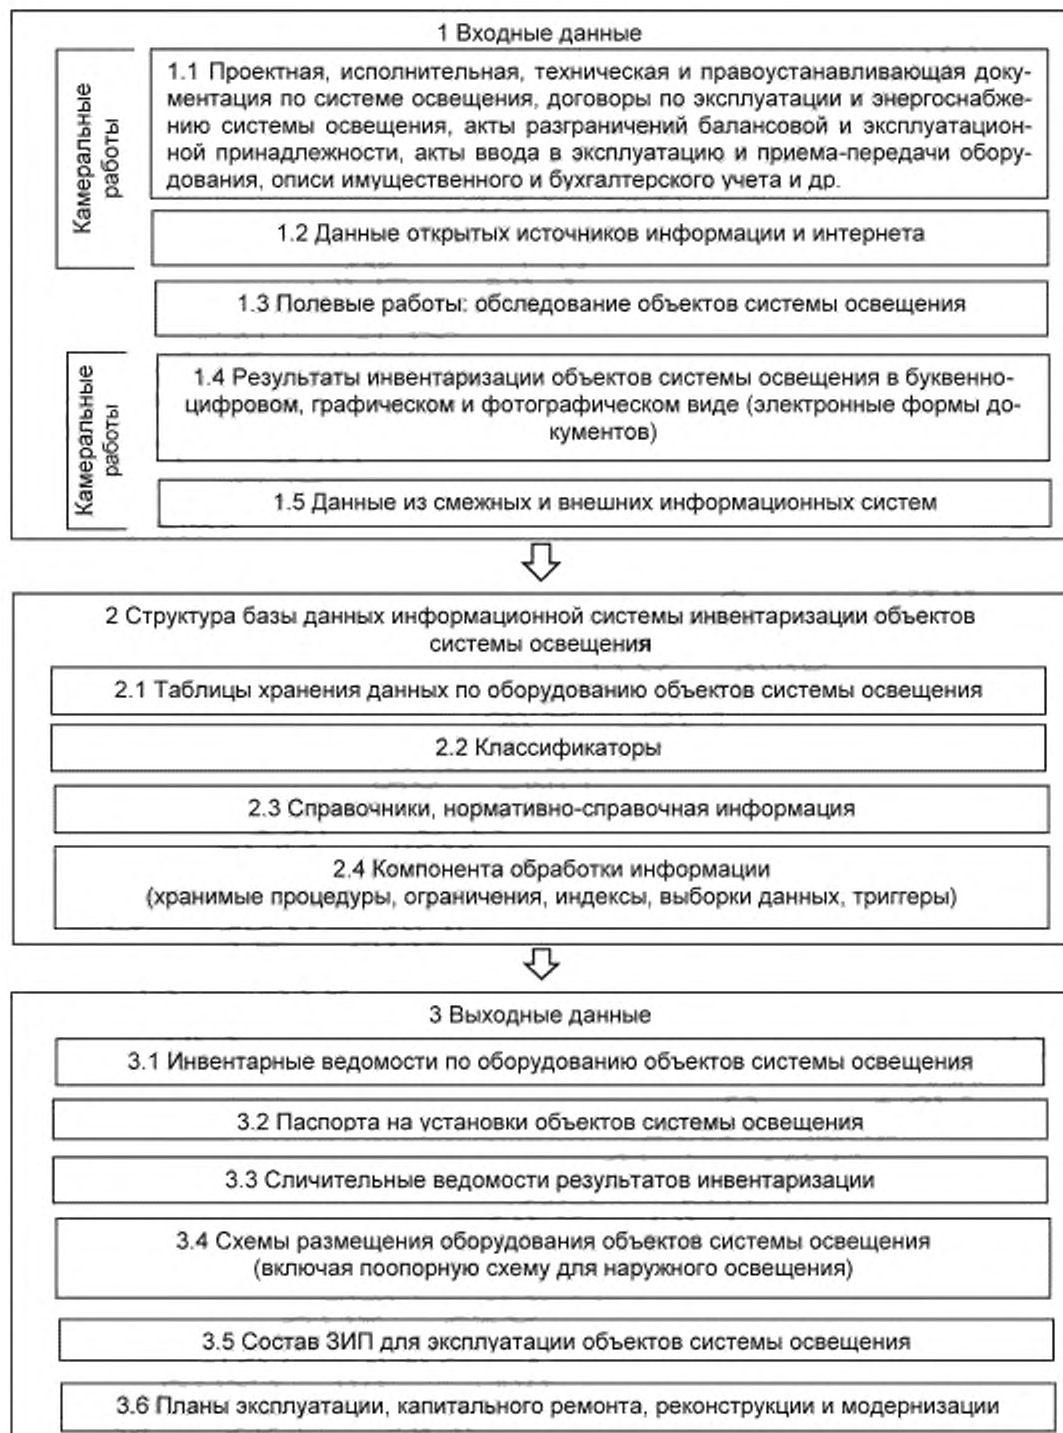 1 Входные данные
Камеральные
работы
1.1 Проектная, исполнительная, техническая и правоустанавливающая доку-
ментация по системе освещения, договоры по эксплуатации и энергоснабже-
нию системы освещения, акты разграничений балансовой и эксплуатацион-
ной принадлежности, акты ввода в эксплуатацию и приема-передачи обору-
дования, описи имущественного и бухгалтерского учета и др.
1.2 Данные открытых источников информации и интернета
1.3 Полевые работы: обследование объектов системы освещения
Камеральные
работы
1.4 Результаты инвентаризации объектов системы освещения в буквенно-
цифровом, графическом и фотографическом виде (электронные формы до-
кументов)
1.5 Данные из смежных и внешних информационных систем
2 Структура базы данных информационной системы инвентаризации объектов
системы освещения
2.1 Таблицы хранения данных по оборудованию объектов системы освещения
2.2 Классификаторы
2.3 Справочники, нормативно-справочная информация
2.4 Компонента обработки информации
(хранимые процедуры, ограничения, индексы, выборки данных, триггеры)
3 Выходные данные
3.1 Инвентарные ведомости по оборудованию объектов системы освещения
3.2 Паспорта на установки объектов системы освещения
3.3 Сличительные ведомости результатов инвентаризации
3.4 Схемы размещения оборудования объектов системы освещения
(включая поопорную схему для наружного освещения)
3.5 Состав ЗИП для эксплуатации объектов системы освещения
3.6 Планы эксплуатации, капитального ремонта, реконструкции и модернизации